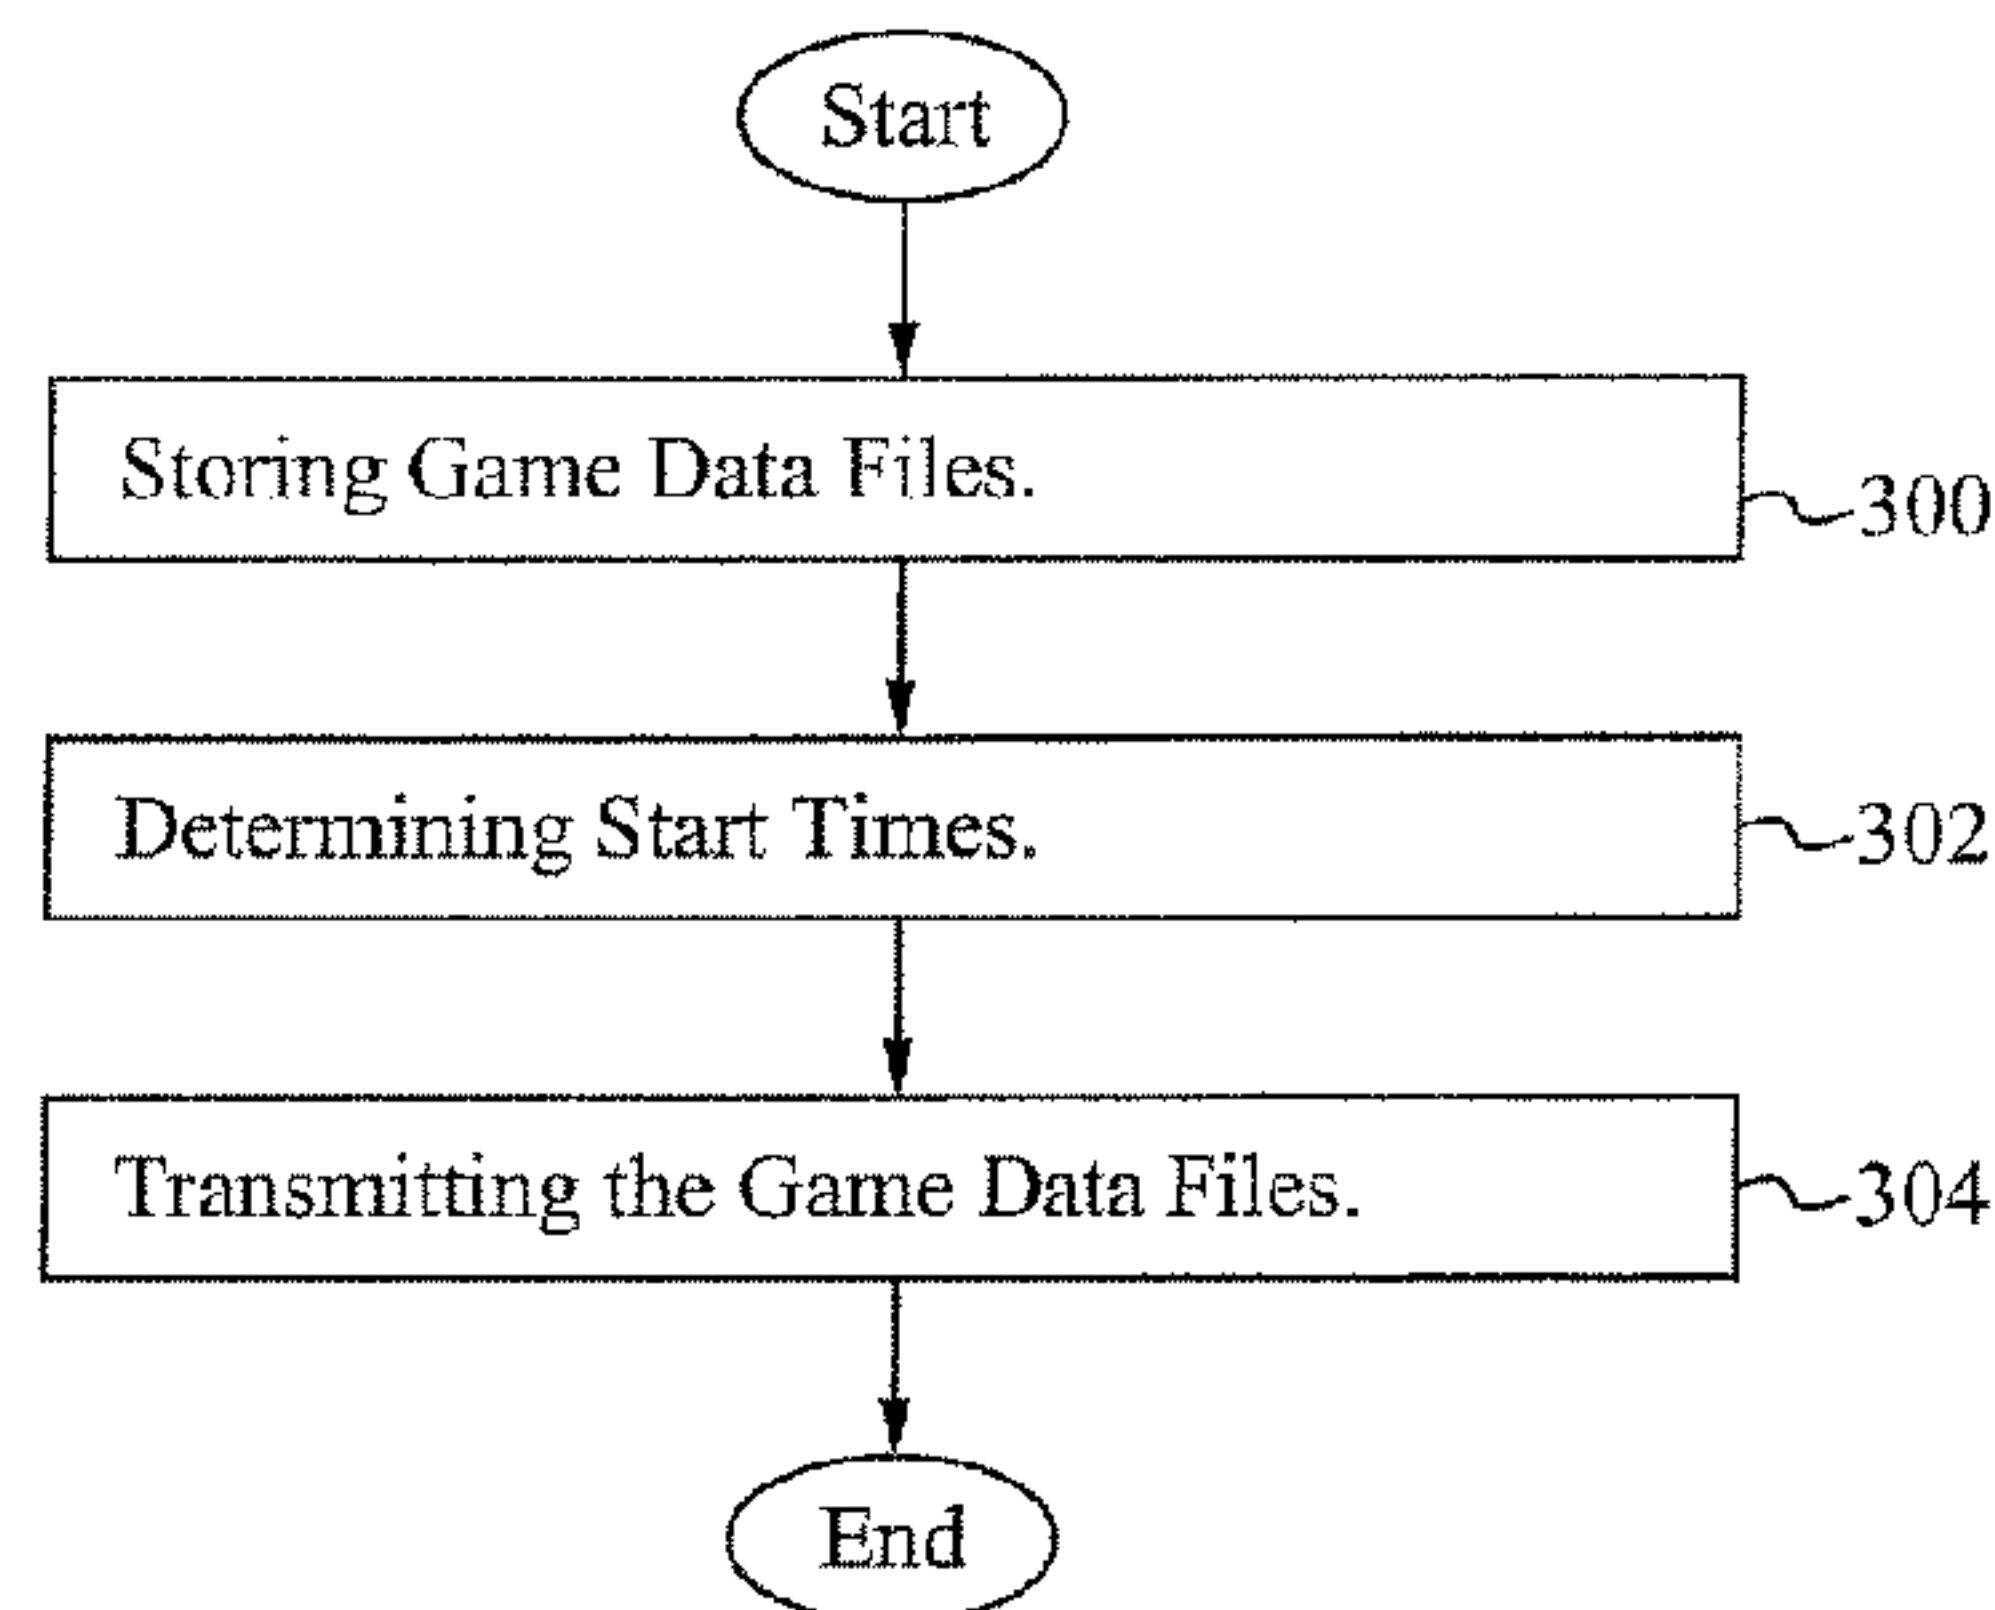 Start
Storing Game Data Files.
300
Determining Start Times.
302
Transmitting the Game Data Files.
304
End